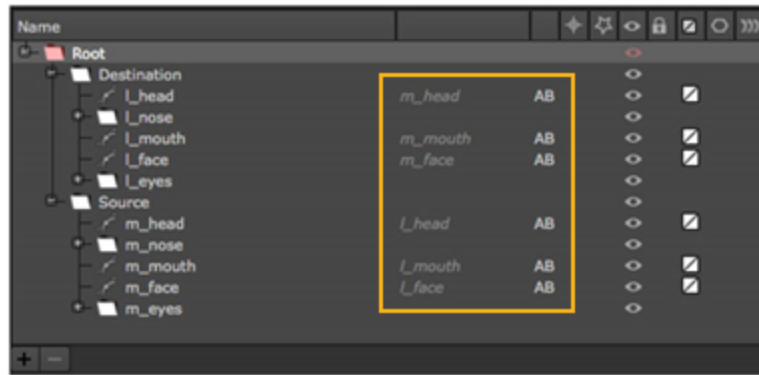 Name
Root
Destination
l_head m_head AB
l_nose
l_mouth m_mouth AB
l_face m_face AB
l_eyes
Source
m_head l_head AB
m_nose
m_mouth l_mouth AB
m_face l_face AB
m_eyes